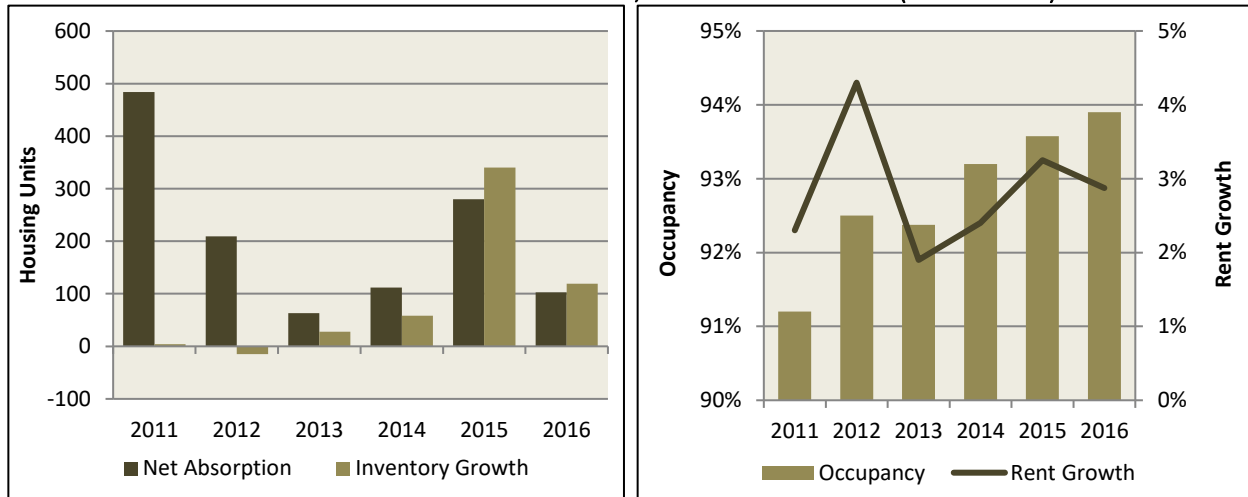 600
500
400
300
200
100
0
-100
Housing Units
2011 2012 2013 2014 2015 2016
Net Absorption Inventory Growth
95%
94%
93%
92%
91%
90%
Occupancy
5%
4%
3%
2%
1%
0%
Rent Growth
2011 2012 2013 2014 2015 2016
Occupancy Rent Growth